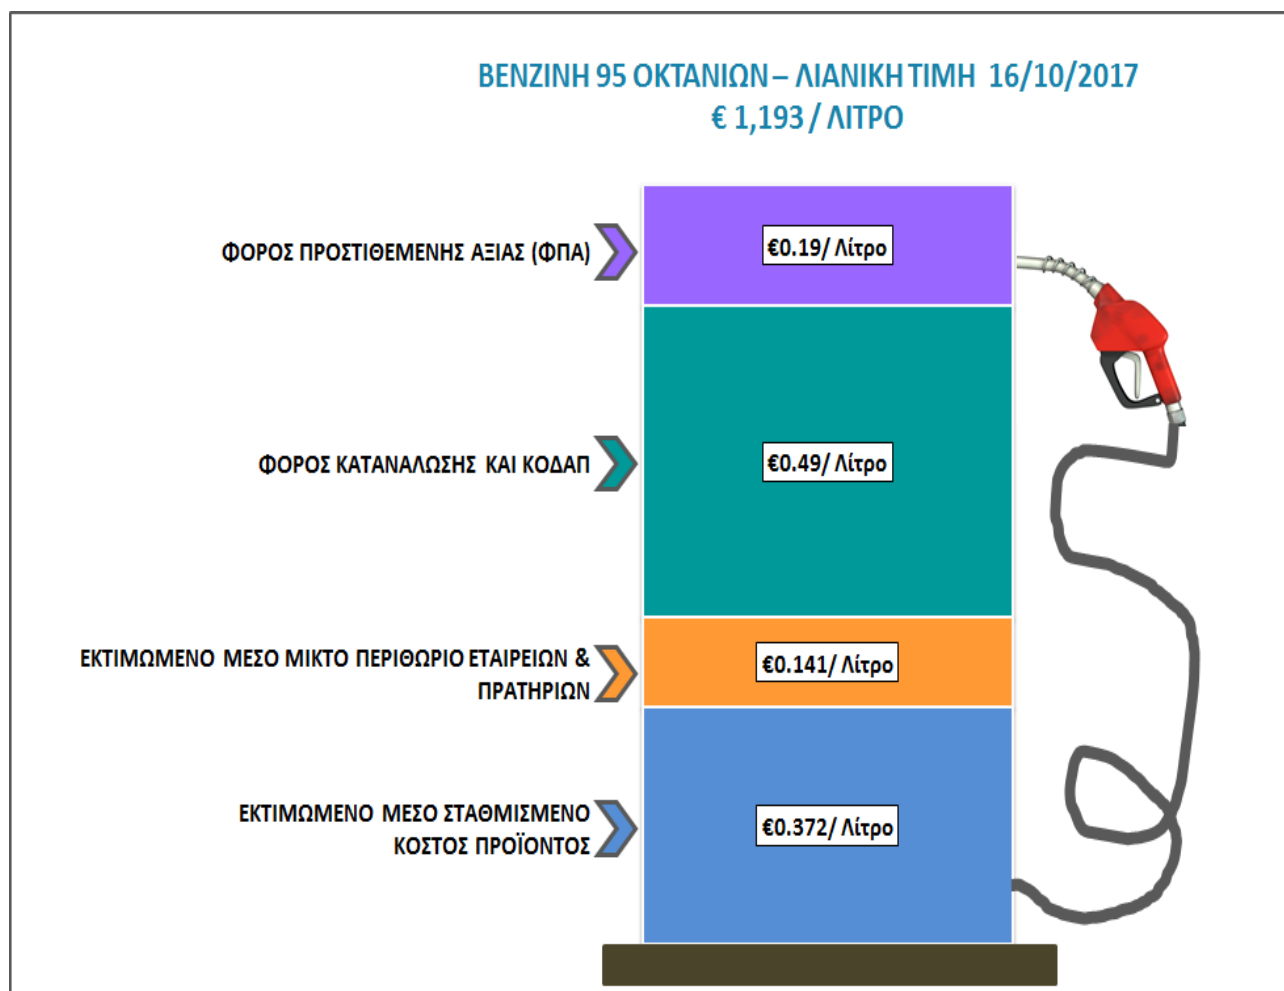 ΒΕΝΖΙΝΗ 95 ΟΚΤΑΝΙΩΝ – ΛΙΑΝΙΚΗ ΤΙΜΗ 16/10/2017
€ 1,193 / ΛΙΤΡΟ
ΦΟΡΟΣ ΠΡΟΣΤΙΘΕΜΕΝΗΣ ΑΞΙΑΣ (ΦΠΑ)
€0.19/ Λίτρο
ΦΟΡΟΣ ΚΑΤΑΝΑΛΩΣΗΣ ΚΑΙ ΚΟΔΑΠ
€0.49/ Λίτρο
ΕΚΤΙΜΩΜΕΝΟ ΜΕΣΟ ΜΙΚΤΟ ΠΕΡΙΘΩΡΙΟ ΕΤΑΙΡΕΙΩΝ &
ΠΡΑΤΗΡΙΩΝ
€0.141/ Λίτρο
ΕΚΤΙΜΩΜΕΝΟ ΜΕΣΟ ΣΤΑΘΜΙΣΜΕΝΟ
ΚΟΣΤΟΣ ΠΡΟΪΟΝΤΟΣ
€0.372/ Λίτρο